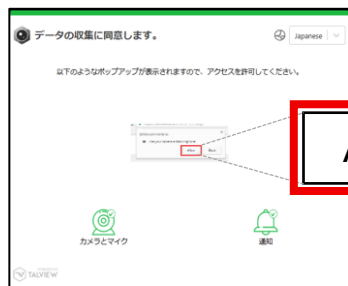 データの収集に同意します。
Japanese
以下のようなポップアップが表示されますので、アクセスを許可してください。
A
カメラとマイク
通知
TALVIEW